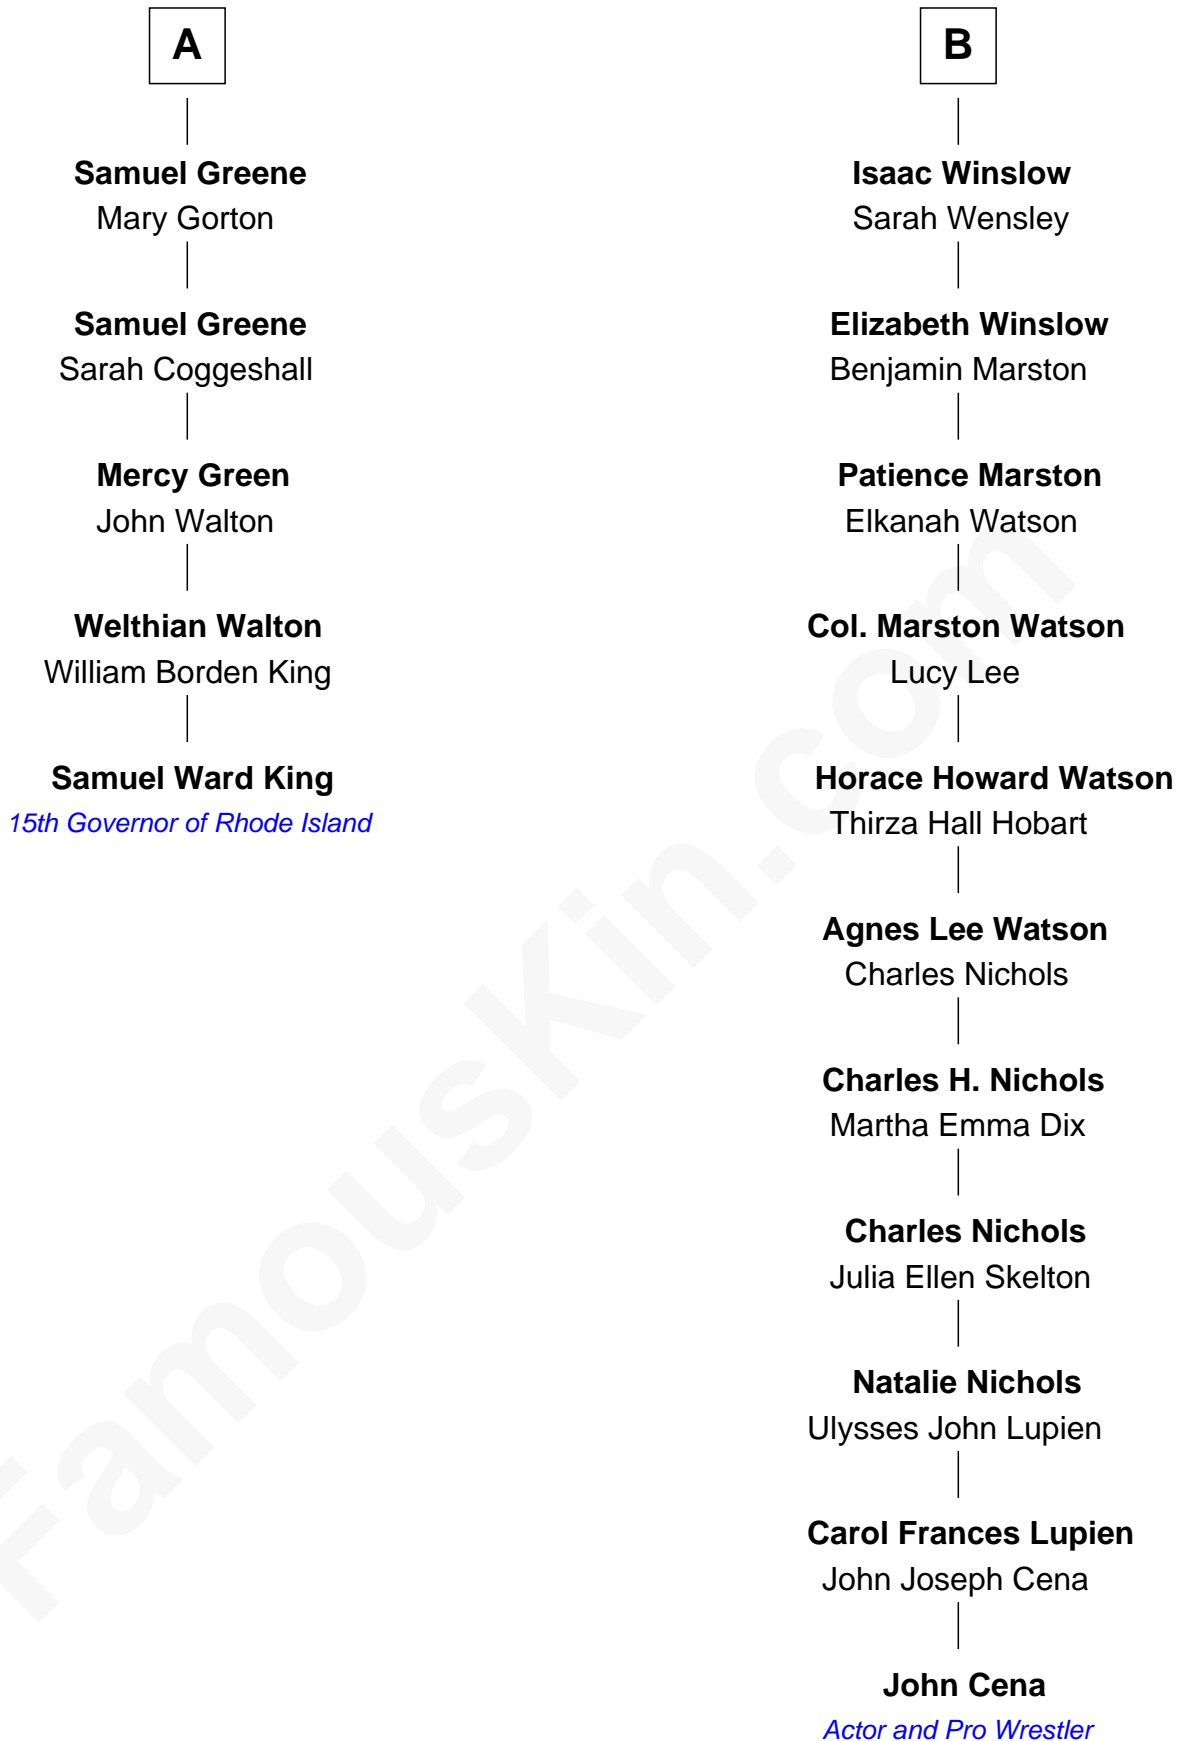 A
Samuel Greene
Mary Gorton
Samuel Greene
Sarah Coggeshall
Mercy Green
John Walton
Welthian Walton
William Borden King
Samuel Ward King
15th Governor of Rhode Island
B
Isaac Winslow
Sarah Wensley
Elizabeth Winslow
Benjamin Marston
Patience Marston
Elkanah Watson
Col. Marston Watson
Lucy Lee
Horace Howard Watson
Thirza Hall Hobart
Agnes Lee Watson
Charles Nichols
Charles H. Nichols
Martha Emma Dix
Charles Nichols
Julia Ellen Skelton
Natalie Nichols
Ulysses John Lupien
Carol Frances Lupien
John Joseph Cena
John Cena
Actor and Pro Wrestler
FamousKin.com